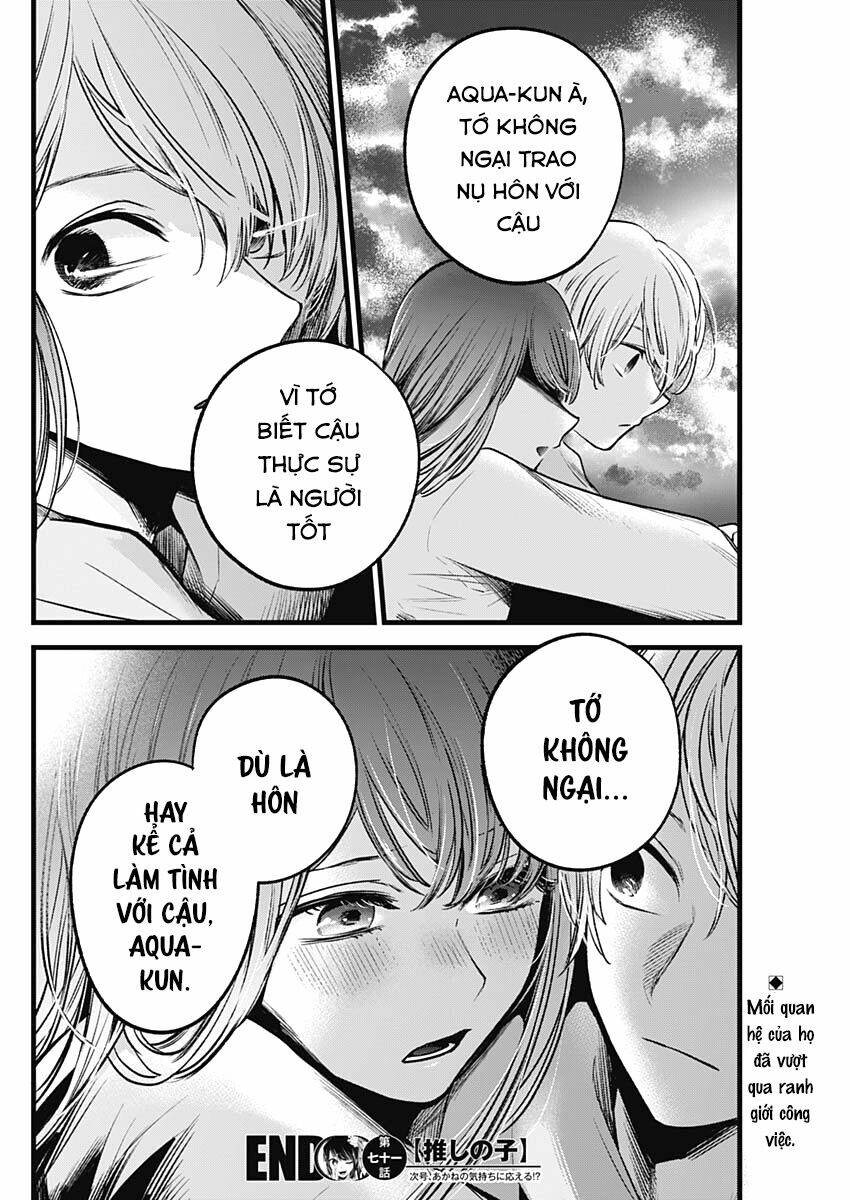 AQUA-KUN À,
TỚ KHÔNG
NGẠI TRAO
NỤ HÔN VỚI
CẬU
VÌ TỚ
BIẾT CẬU
THỰC SỰ
LÀ NGƯỜI
TỐT
TỚ
KHÔNG
NGẠI...
DÙ LÀ
HÔN
HAY
KỂ CẢ
LÀM TÌNH
VỚI CẬU,
AQUA-
KUN.
Mối quan
hệ của họ
đã vượt
qua ranh
giới công
việc.
END
第
七十一
話
【推しの子】
次号、あかねの気持ちに応える!?